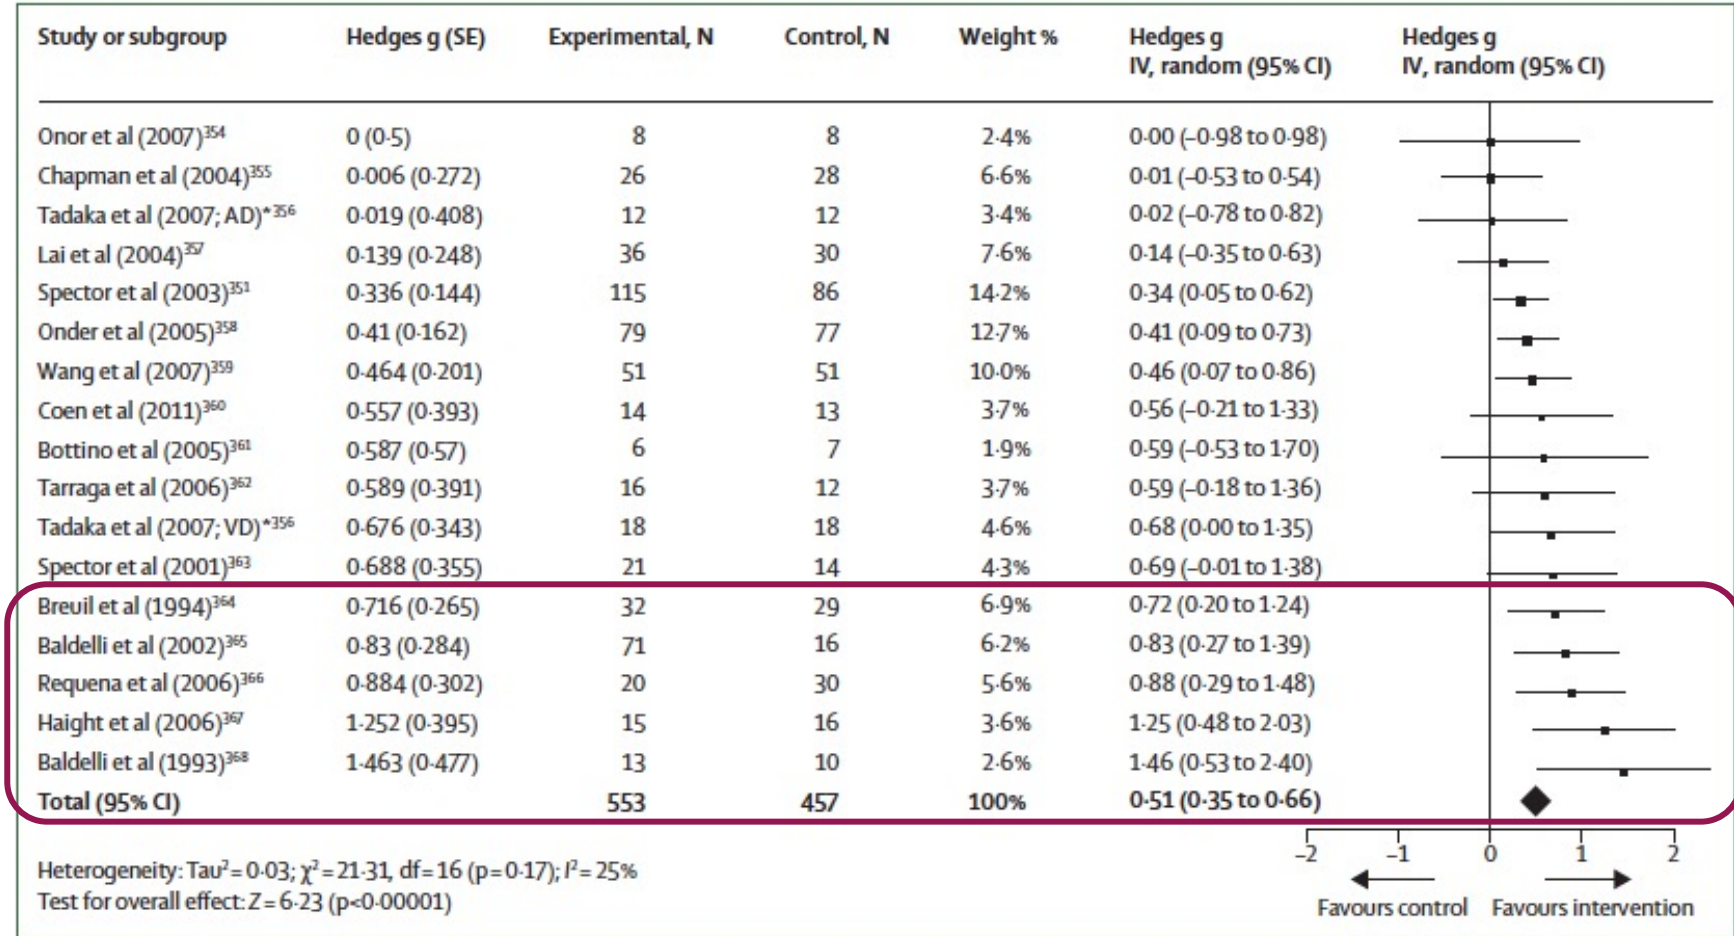 Study or subgroup Hedges g (SE) Experimental, N Control, N Weight % Hedges g Hedges g
IV, random (95% CI) IV, random (95% CI)
Onor et al (2007)³⁵⁴ 0 (0·5) 8 8 2·4% 0·00 (–0·98 to 0·98)
Chapman et al (2004)³⁵⁵ 0·006 (0·272) 26 28 6·6% 0·01 (–0·53 to 0·54)
Tadaka et al (2007; AD)*³⁵⁶ 0·019 (0·408) 12 12 3·4% 0·02 (–0·78 to 0·82)
Lai et al (2004)³⁵⁷ 0·139 (0·248) 36 30 7·6% 0·14 (–0·35 to 0·63)
Spector et al (2003)³⁵¹ 0·336 (0·144) 115 86 14·2% 0·34 (0·05 to 0·62)
Onder et al (2005)³⁵⁸ 0·41 (0·162) 79 77 12·7% 0·41 (0·09 to 0·73)
Wang et al (2007)³⁵⁹ 0·464 (0·201) 51 51 10·0% 0·46 (0·07 to 0·86)
Coen et al (2011)³⁶⁰ 0·557 (0·393) 14 13 3·7% 0·56 (–0·21 to 1·33)
Bottino et al (2005)³⁶¹ 0·587 (0·57) 6 7 1·9% 0·59 (–0·53 to 1·70)
Tarraga et al (2006)³⁶² 0·589 (0·391) 16 12 3·7% 0·59 (–0·18 to 1·36)
Tadaka et al (2007; VD)*³⁵⁶ 0·676 (0·343) 18 18 4·6% 0·68 (0·00 to 1·35)
Spector et al (2001)³⁶³ 0·688 (0·355) 21 14 4·3% 0·69 (–0·01 to 1·38)
Breuil et al (1994)³⁶⁴ 0·716 (0·265) 32 29 6·9% 0·72 (0·20 to 1·24)
Baldelli et al (2002)³⁶⁵ 0·83 (0·284) 71 16 6·2% 0·83 (0·27 to 1·39)
Requena et al (2006)³⁶⁶ 0·884 (0·302) 20 30 5·6% 0·88 (0·29 to 1·48)
Haight et al (2006)³⁶⁷ 1·252 (0·395) 15 16 3·6% 1·25 (0·48 to 2·03)
Baldelli et al (1993)³⁶⁸ 1·463 (0·477) 13 10 2·6% 1·46 (0·53 to 2·40)
Total (95% CI) 553 457 100% 0·51 (0·35 to 0·66)
–2 –1 0 1 2
Heterogeneity: Tau²=0·03; χ²=21·31, df=16 (p=0·17); I²=25%
Test for overall effect: Z=6·23 (p<0·00001)
Favours control Favours intervention